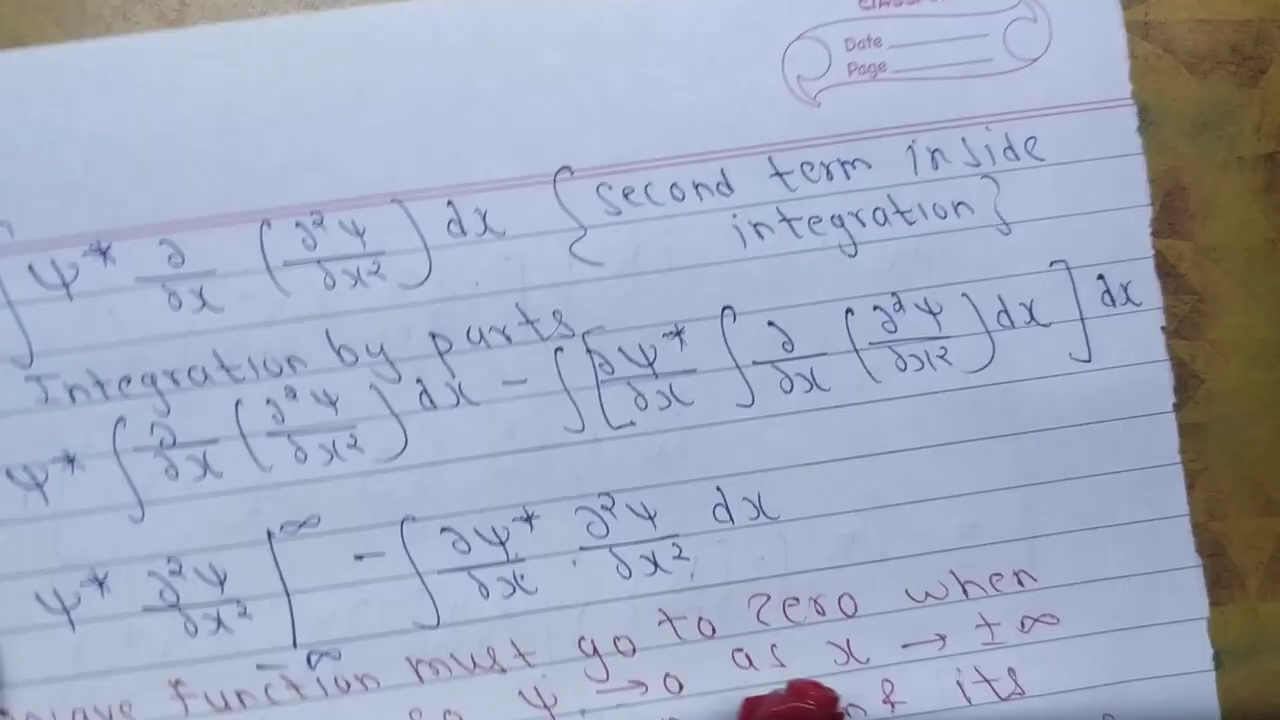 Date
Page
∫ ψ* ∂/∂x (∂²ψ/∂x²) dx { second term inside
integration }
Integration by parts
ψ* ∫ ∂/∂x (∂²ψ/∂x²) dx - ∫ [∂ψ*/∂x ∫ ∂/∂x (∂²ψ/∂x²) dx ] dx
ψ* ∂²ψ/∂x² |^∞_-∞ - ∫ ∂ψ*/∂x · ∂²ψ/∂x² dx
function must go to zero when
ψ → 0 as x → ± ∞
its